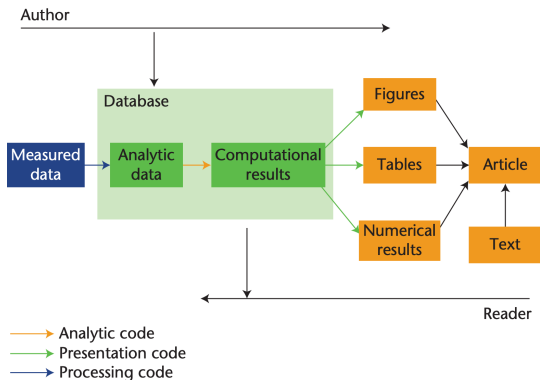 Author
Database
Figures
Measured
data
Analytic
data
Computational
results
Tables
Article
Numerical
results
Text
Reader
Analytic code
Presentation code
Processing code